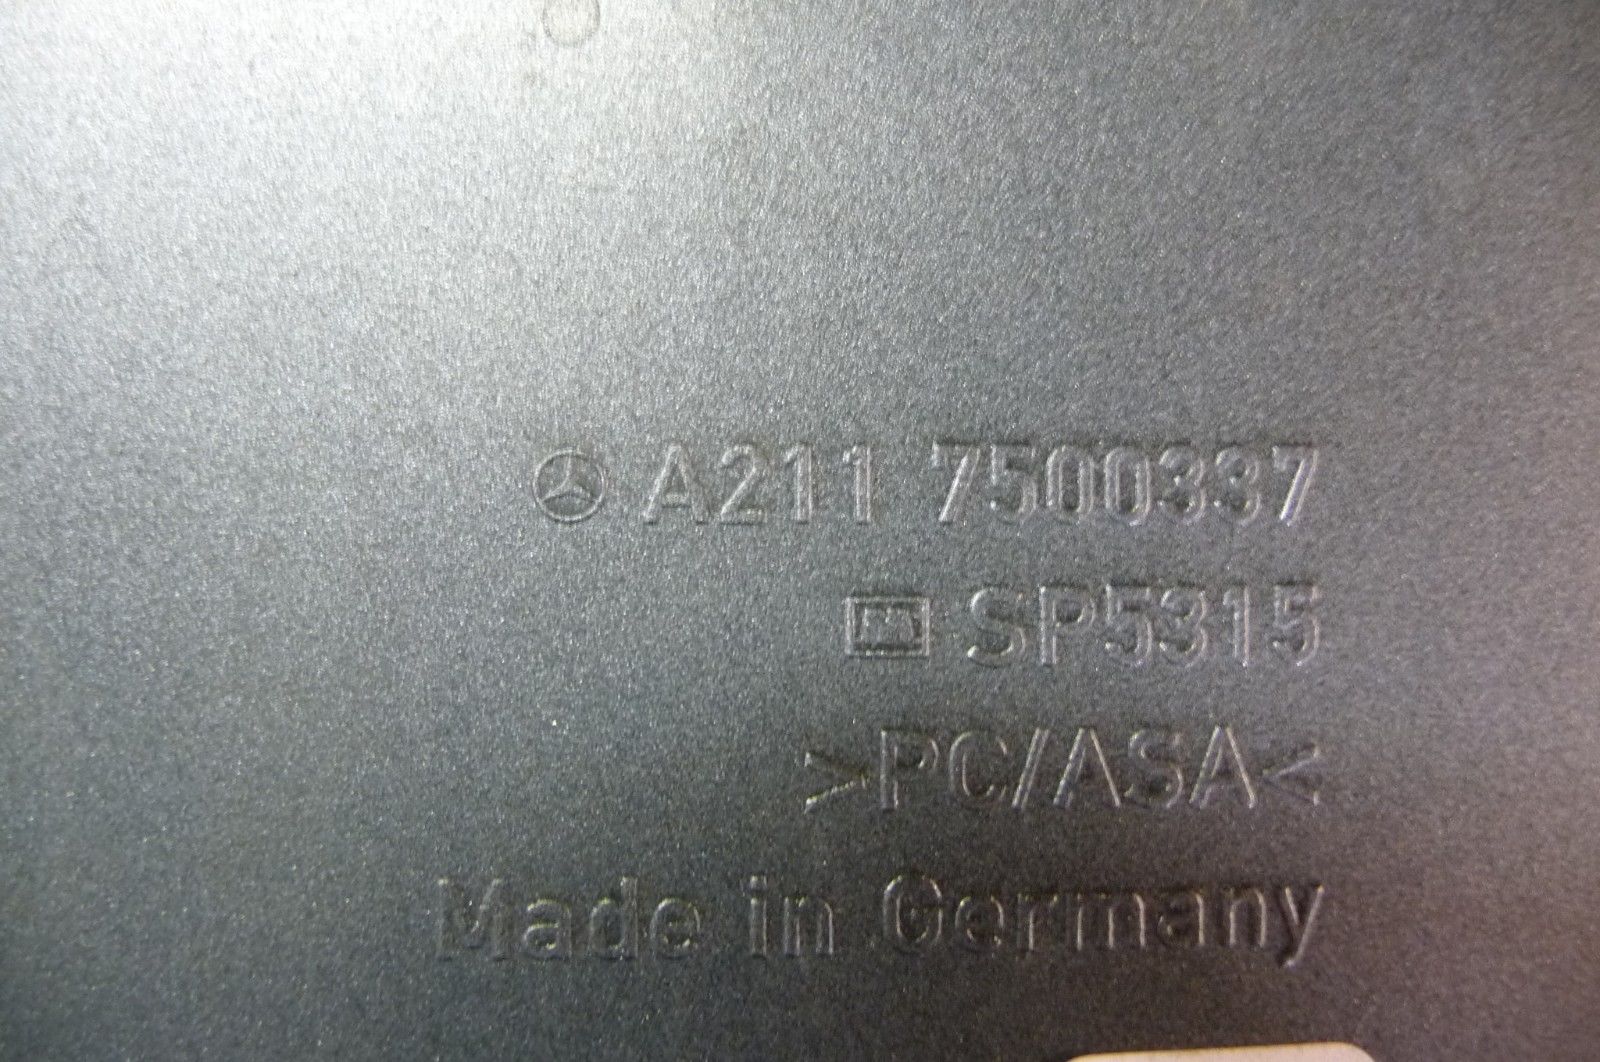 A211 7500337
SP5315
>PC/ASA<
Made in Germany